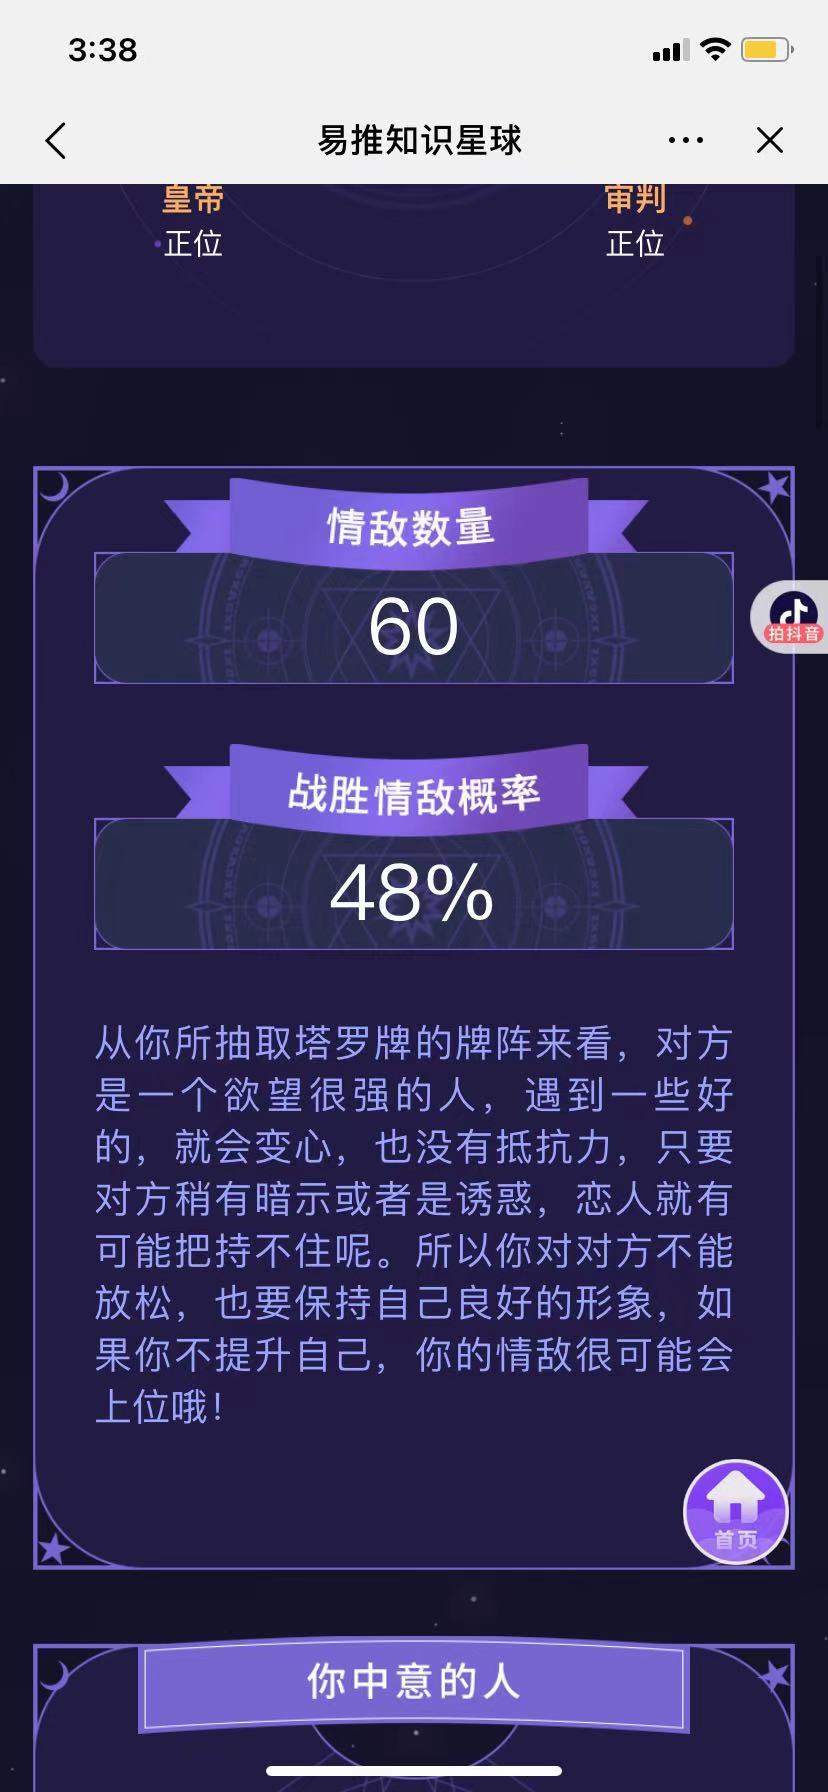 3:38
易推知识星球
皇帝
审判
正位
正位
情敌数量
60
拍抖音
战胜情敌概率
48%
从你所抽取塔罗牌的牌阵来看，对方
是一个欲望很强的人，遇到一些好
的，就会变心，也没有抵抗力，只要
对方稍有暗示或者是诱惑，恋人就有
可能把持不住呢。所以你对对方不能
放松，也要保持自己良好的形象，如
果你不提升自己，你的情敌很可能会
上位哦！
首页
你中意的人